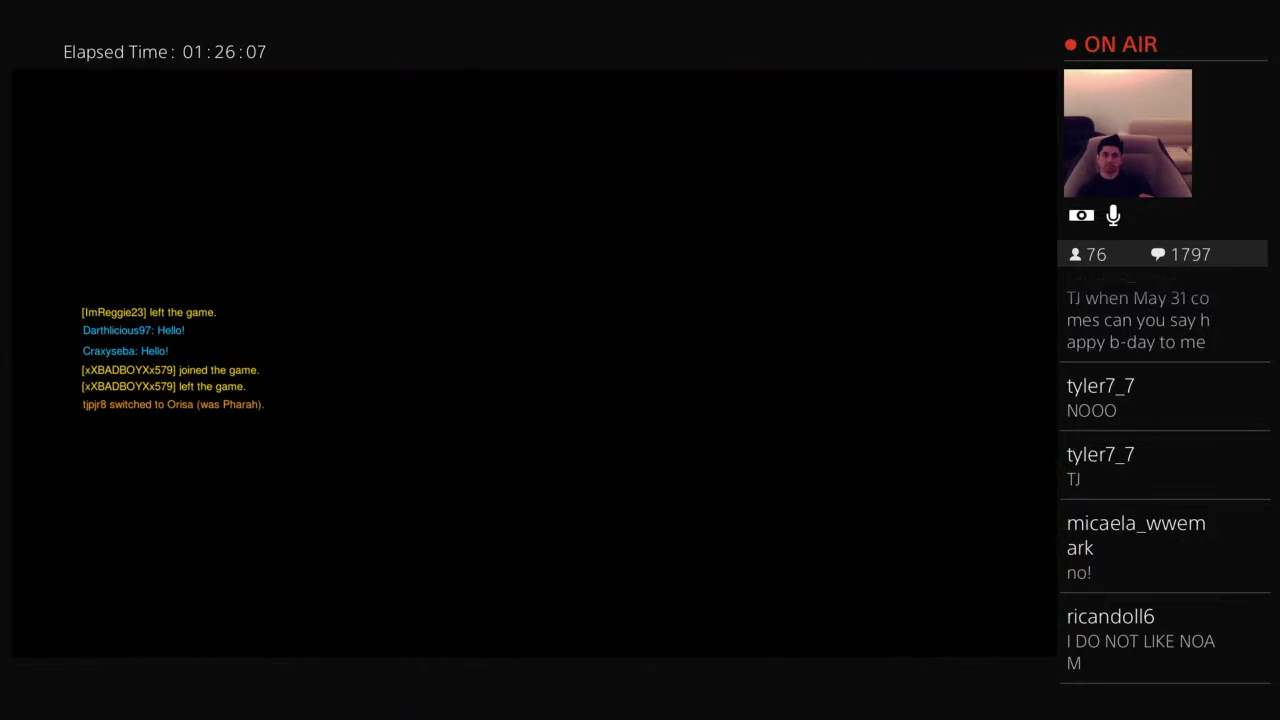 Elapsed Time: 01:26:07
ON AIR
76 1797
TJ when May 31 co
mes can you say h
appy b-day to me
tyler7_7
NOOO
tyler7_7
TJ
micaela_wwem
ark
no!
ricandoll6
I DO NOT LIKE NOA
M
[ImReggie23] left the game.
Darthlicious97: Hello!
Craxyseba: Hello!
[xXBADBOYXx579] joined the game.
[xXBADBOYXx579] left the game.
tjpjr8 switched to Orisa (was Pharah).